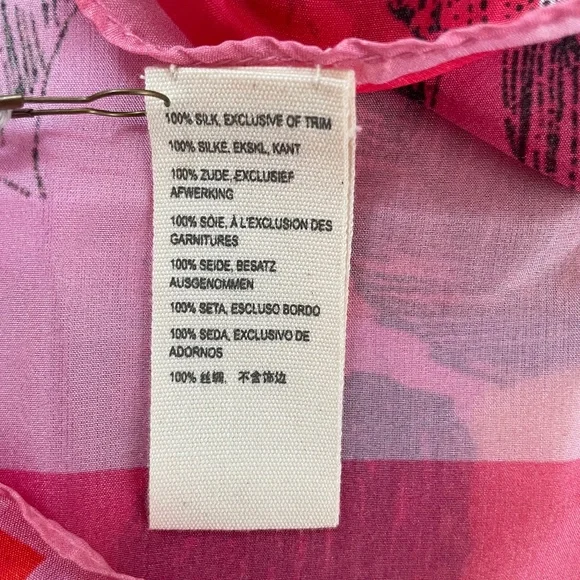 100% SILK, EXCLUSIVE OF TRIM
100% SILKE, EKSKL, KANT
100% ZIJDE, EXCLUSIEF
AFWERKING
100% SOIE, À L'EXCLUSION DES
GARNITURES
100% SEIDE, BESATZ
AUSGENOMMEN
100% SETA, ESCLUSO BORDO
100% SEDA, EXCLUSIVO DE
ADORNOS
100% 丝绸, 不含饰边